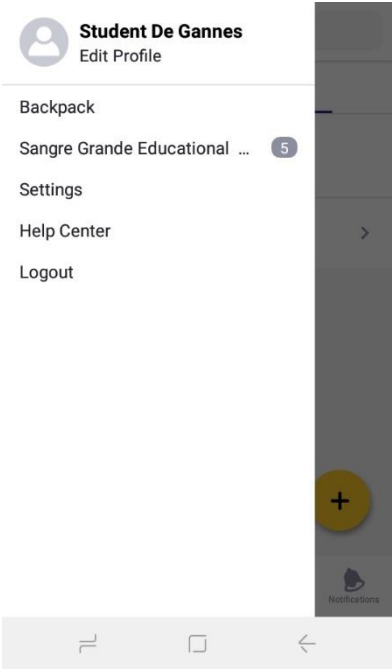 Student De Gannes
Edit Profile
Backpack
Sangre Grande Educational ... 5
Settings
Help Center
Logout
Notifications